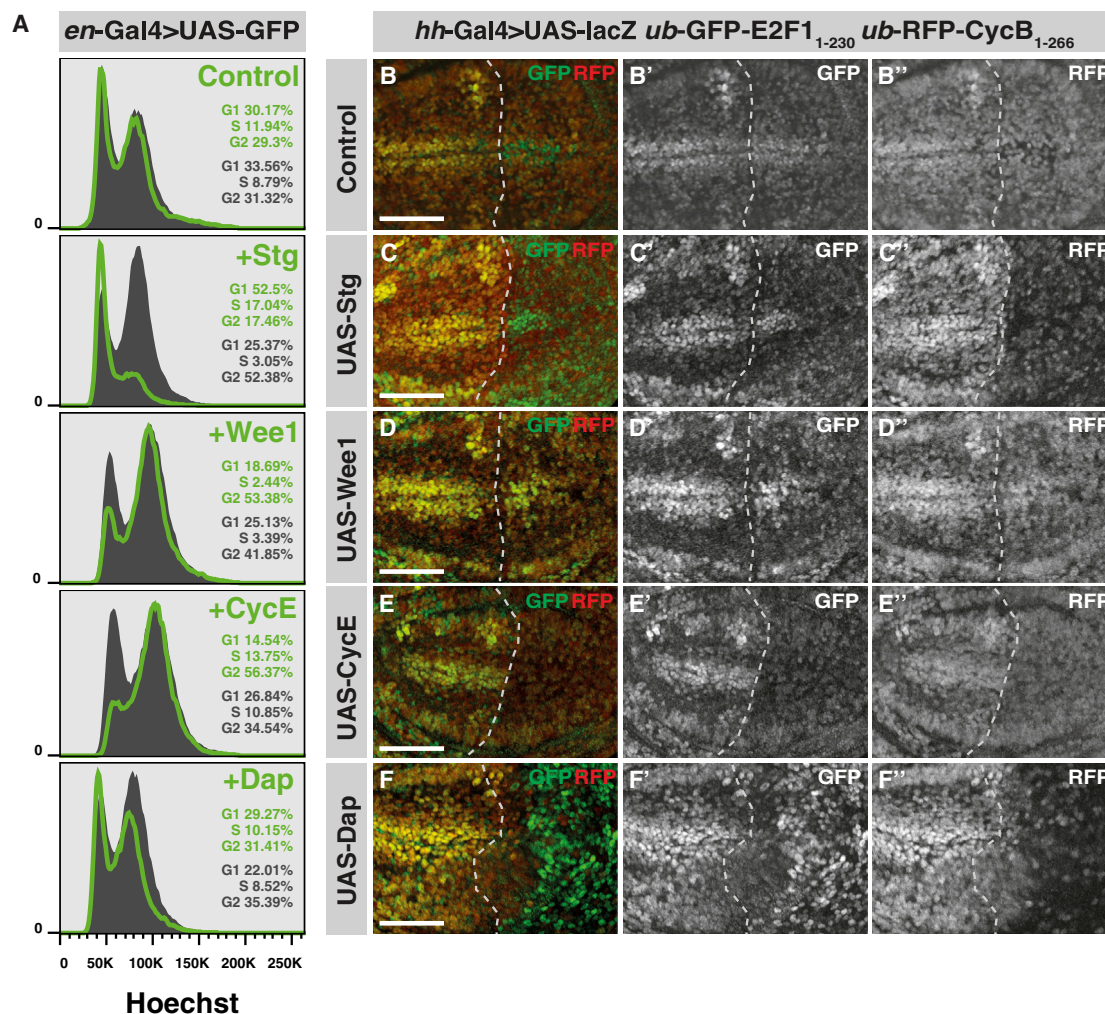 A
en-Gal4>UAS-GFP
hh-Gal4>UAS-lacZ ub-GFP-E2F11-230 ub-RFP-CycB1-266
Control
G1 30.17%
S 11.94%
G2 29.3%
G1 33.56%
S 8.79%
G2 31.32%
0
+Stg
G1 52.5%
S 17.04%
G2 17.46%
G1 25.37%
S 3.05%
G2 52.38%
0
+Wee1
G1 18.69%
S 2.44%
G2 53.38%
G1 25.13%
S 3.39%
G2 41.85%
0
+CycE
G1 14.54%
S 13.75%
G2 56.37%
G1 26.84%
S 10.85%
G2 34.54%
0
+Dap
G1 29.27%
S 10.15%
G2 31.41%
G1 22.01%
S 8.52%
G2 35.39%
0
0 50K 100K 150K 200K 250K
Hoechst
Control
B GFP RFP
B' GFP
B'' RFP
UAS-Stg
C GFP RFP
C' GFP
C'' RFP
UAS-Wee1
D GFP RFP
D' GFP
D'' RFP
UAS-CycE
E GFP RFP
E' GFP
E'' RFP
UAS-Dap
F GFP RFP
F' GFP
F'' RFP